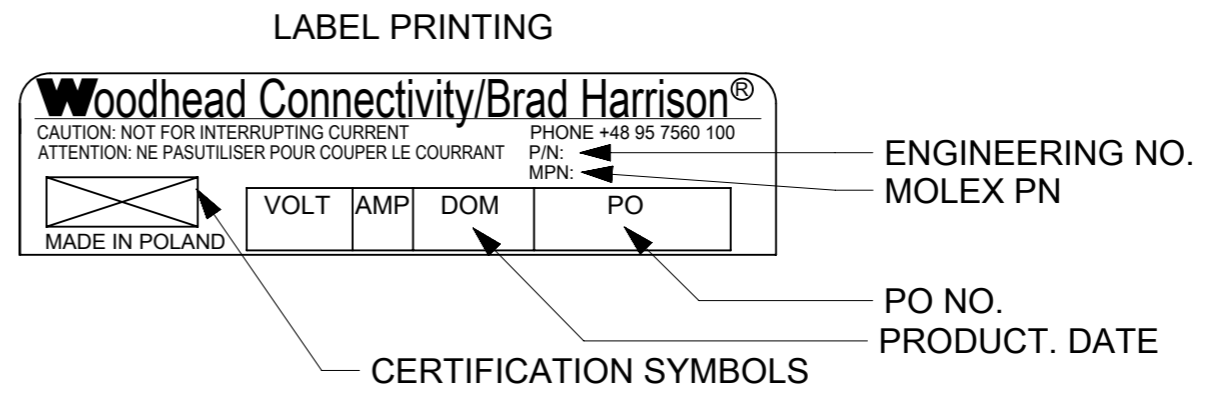 LABEL PRINTING
Woodhead Connectivity/Brad Harrison®
CAUTION: NOT FOR INTERRUPTING CURRENT
PHONE +48 95 7560 100
ATTENTION: NE PASUTILISER POUR COUPER LE COURRANT
P/N:
ENGINEERING NO.
MPN:
MOLEX PN
VOLT AMP DOM PO
MADE IN POLAND
PO NO.
PRODUCT. DATE
CERTIFICATION SYMBOLS